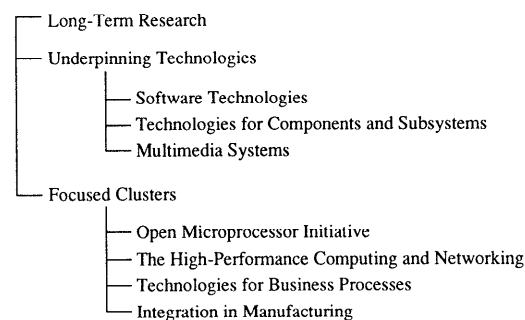 Long-Term Research
Underpinning Technologics
Software Technologies
Technologies for Components and Subsystems
Multimedia Systems
Focused Clusters
Open Microprocessor Initiative
The High-Performance Computing and Networking
Technologies for Business Processes
Integration in Manufacturing